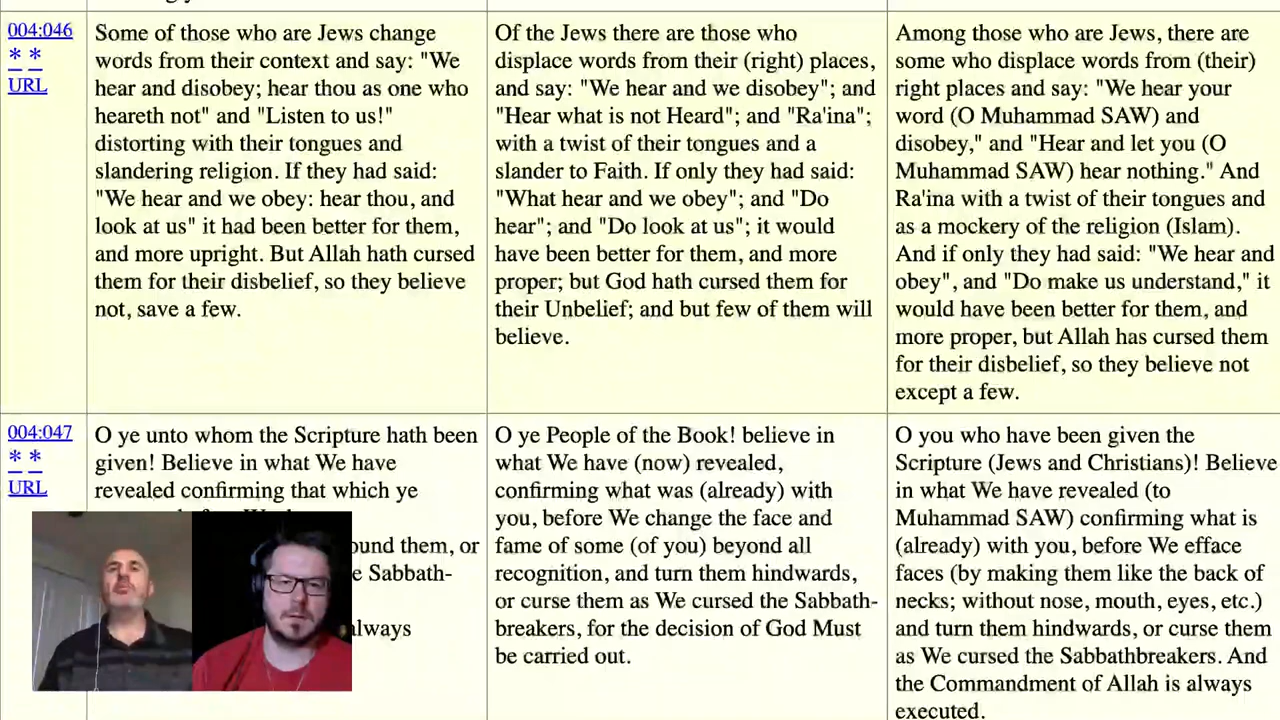 004:046
* *
URL
Some of those who are Jews change
words from their context and say: "We
hear and disobey; hear thou as one who
heareth not" and "Listen to us!"
distorting with their tongues and
slandering religion. If they had said:
"We hear and we obey: hear thou, and
look at us" it had been better for them,
and more upright. But Allah hath cursed
them for their disbelief, so they believe
not, save a few.
Of the Jews there are those who
displace words from their (right) places,
and say: "We hear and we disobey"; and
"Hear what is not Heard"; and "Ra'ina";
with a twist of their tongues and a
slander to Faith. If only they had said:
"What hear and we obey"; and "Do
hear"; and "Do look at us"; it would
have been better for them, and more
proper; but God hath cursed them for
their Unbelief; and but few of them will
believe.
Among those who are Jews, there are
some who displace words from (their)
right places and say: "We hear your
word (O Muhammad SAW) and
disobey," and "Hear and let you (O
Muhammad SAW) hear nothing." And
Ra'ina with a twist of their tongues and
as a mockery of the religion (Islam).
And if only they had said: "We hear and
obey", and "Do make us understand," it
would have been better for them, and
more proper, but Allah has cursed them
for their disbelief, so they believe not
except a few.
004:047
* *
URL
O ye unto whom the Scripture hath been
given! Believe in what We have
revealed confirming that which ye
ound them, or
e Sabbath-
always
O ye People of the Book! believe in
what We have (now) revealed,
confirming what was (already) with
you, before We change the face and
fame of some (of you) beyond all
recognition, and turn them hindwards,
or curse them as We cursed the Sabbath-
breakers, for the decision of God Must
be carried out.
O you who have been given the
Scripture (Jews and Christians)! Believe
in what We have revealed (to
Muhammad SAW) confirming what is
(already) with you, before We efface
faces (by making them like the back of
necks; without nose, mouth, eyes, etc.)
and turn them hindwards, or curse them
as We cursed the Sabbathbreakers. And
the Commandment of Allah is always
executed.